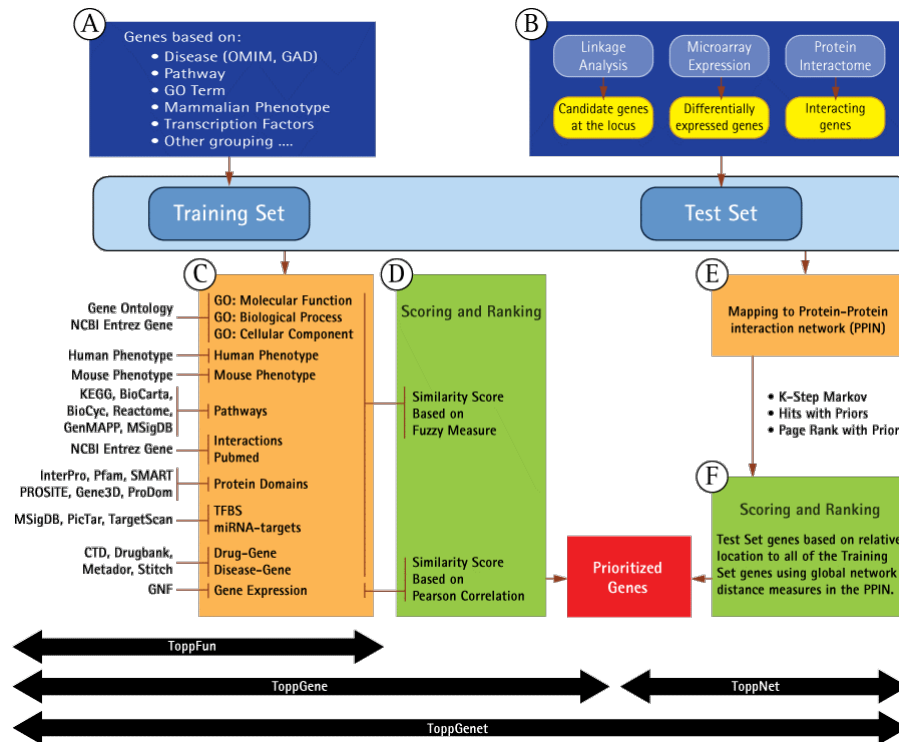 A
Genes based on:
• Disease (OMIM, GAD)
• Pathway
• GO Term
• Mammalian Phenotype
• Transcription Factors
• Other grouping ....
B
Linkage
Analysis
Microarray
Expression
Protein
Interactome
Candidate genes
at the locus
Differentially
expressed genes
Interacting
genes
Training Set
Test Set
C
Gene Ontology
NCBI Entrez Gene
GO: Molecular Function
GO: Biological Process
GO: Cellular Component
Human Phenotype
Human Phenotype
Mouse Phenotype
Mouse Phenotype
KEGG, BioCarta,
BioCyc, Reactome,
GenMAPP, MSigDB
Pathways
NCBI Entrez Gene
Interactions
Pubmed
InterPro, Pfam, SMART
PROSITE, Gene3D, ProDom
Protein Domains
MSigDB, PicTar, TargetScan
TFBS
miRNA-targets
CTD, Drugbank,
Metador, Stitch
Drug-Gene
Disease-Gene
GNF
Gene Expression
D
Scoring and Ranking
Similarity Score
Based on
Fuzzy Measure
Similarity Score
Based on
Pearson Correlation
Prioritized
Genes
E
Mapping to Protein-Protein
interaction network (PPIN)
• K-Step Markov
• Hits with Priors
• Page Rank with Prior
F
Scoring and Ranking
Test Set genes based on relative
location to all of the Training
Set genes using global network
distance measures in the PPIN.
ToppFun
ToppGene
ToppNet
ToppGenet